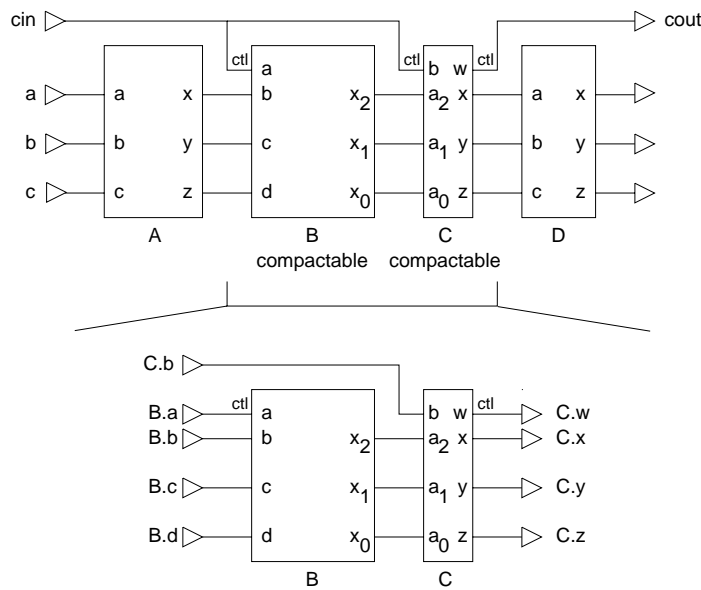 cin cout
ctl a ctl b w ctl
a a x b x2 a2 x a x
b b y c x1 a1 y b y
c c z d x0 a0 z c z
A B C D
compactable compactable
C.b
B.a ctl a b w ctl C.w
B.b b x2 a2 x C.x
B.c c x1 a1 y C.y
B.d d x0 a0 z C.z
B C